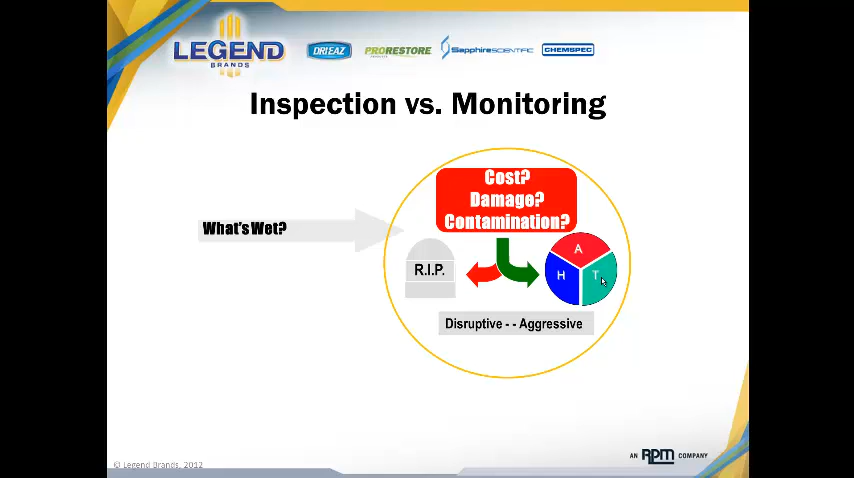 LEGEND
BRANDS
DRIEAZ
PRORESTORE
PRODUCTS
SapphireScientific
CHEMSPEC
Inspection vs. Monitoring
Cost?
Damage?
Contamination?
What's Wet?
R.I.P.
A
H
T
Disruptive - - Aggressive
AN RPM COMPANY
© Legend Brands, 2012